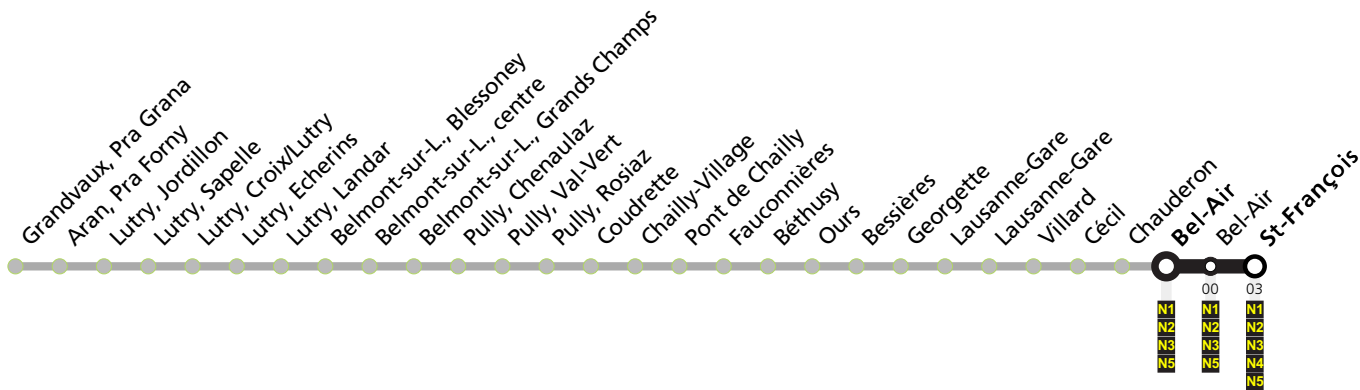 Grandvaux, Pra Grana
Aran, Pra Forny
Lutry, Jordillon
Lutry, Sapelle
Lutry, Croix/Lutry
Lutry, Echerins
Lutry, Landar
Belmont-sur-L., Blessoney
Belmont-sur-L., centre
Belmont-sur-L., Grands Champs
Pully, Chenaulaz
Pully, Val-Vert
Pully, Rosiaz
Coudrette
Chailly-Village
Pont de Chailly
Fauconnières
Béthusy
Ours
Bessières
Georgette
Lausanne-Gare
Lausanne-Gare
Villard
Cécil
Chauderon
Bel-Air
Bel-Air
St-François
00 03
N1 N1 N1
N2 N2 N2
N3 N3 N3
N5 N5 N4
N5